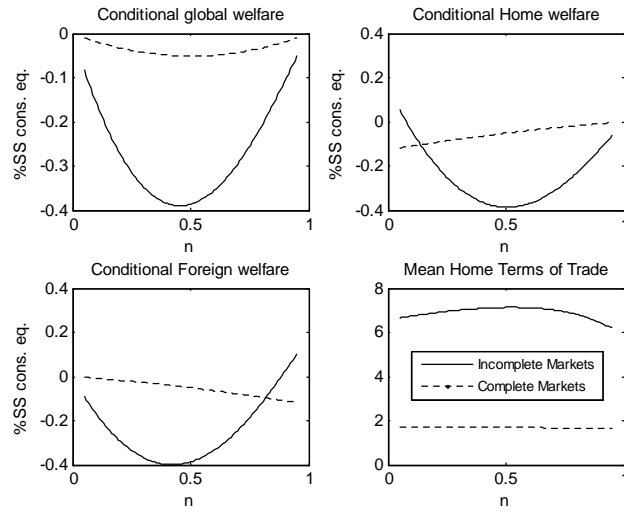 Conditional global welfare
0
-0.1
-0.2
-0.3
-0.4
%SS cons. eq.
0 0.5 1
n
Conditional Home welfare
0.4
0.2
0
-0.2
-0.4
%SS cons. eq.
0 0.5 1
n
Conditional Foreign welfare
0.4
0.2
0
-0.2
-0.4
%SS cons. eq.
0 0.5 1
n
Mean Home Terms of Trade
8
6
4
2
0
Incomplete Markets
Complete Markets
0 0.5 1
n